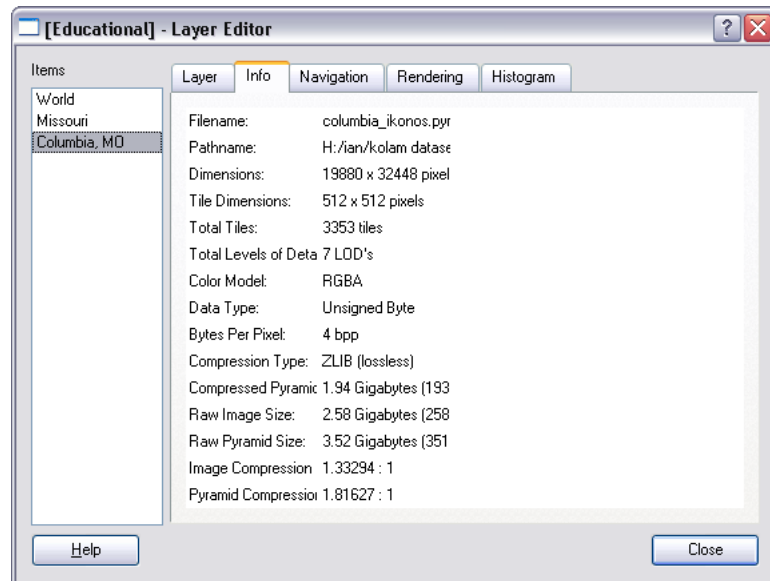 [Educational] - Layer Editor
Items
World
Missouri
Columbia, MO
Layer Info Navigation Rendering Histogram
Filename: columbia_ikonos.pyr
Pathname: H:/ian/kolam datase
Dimensions: 19880 x 32448 pixel
Tile Dimensions: 512 x 512 pixels
Total Tiles: 3353 tiles
Total Levels of Deta 7 LOD's
Color Model: RGBA
Data Type: Unsigned Byte
Bytes Per Pixel: 4 bpp
Compression Type: ZLIB (lossless)
Compressed Pyramic 1.94 Gigabytes (193
Raw Image Size: 2.58 Gigabytes (258
Raw Pyramid Size: 3.52 Gigabytes (351
Image Compression 1.33294 : 1
Pyramid Compression 1.81627 : 1
Help Close